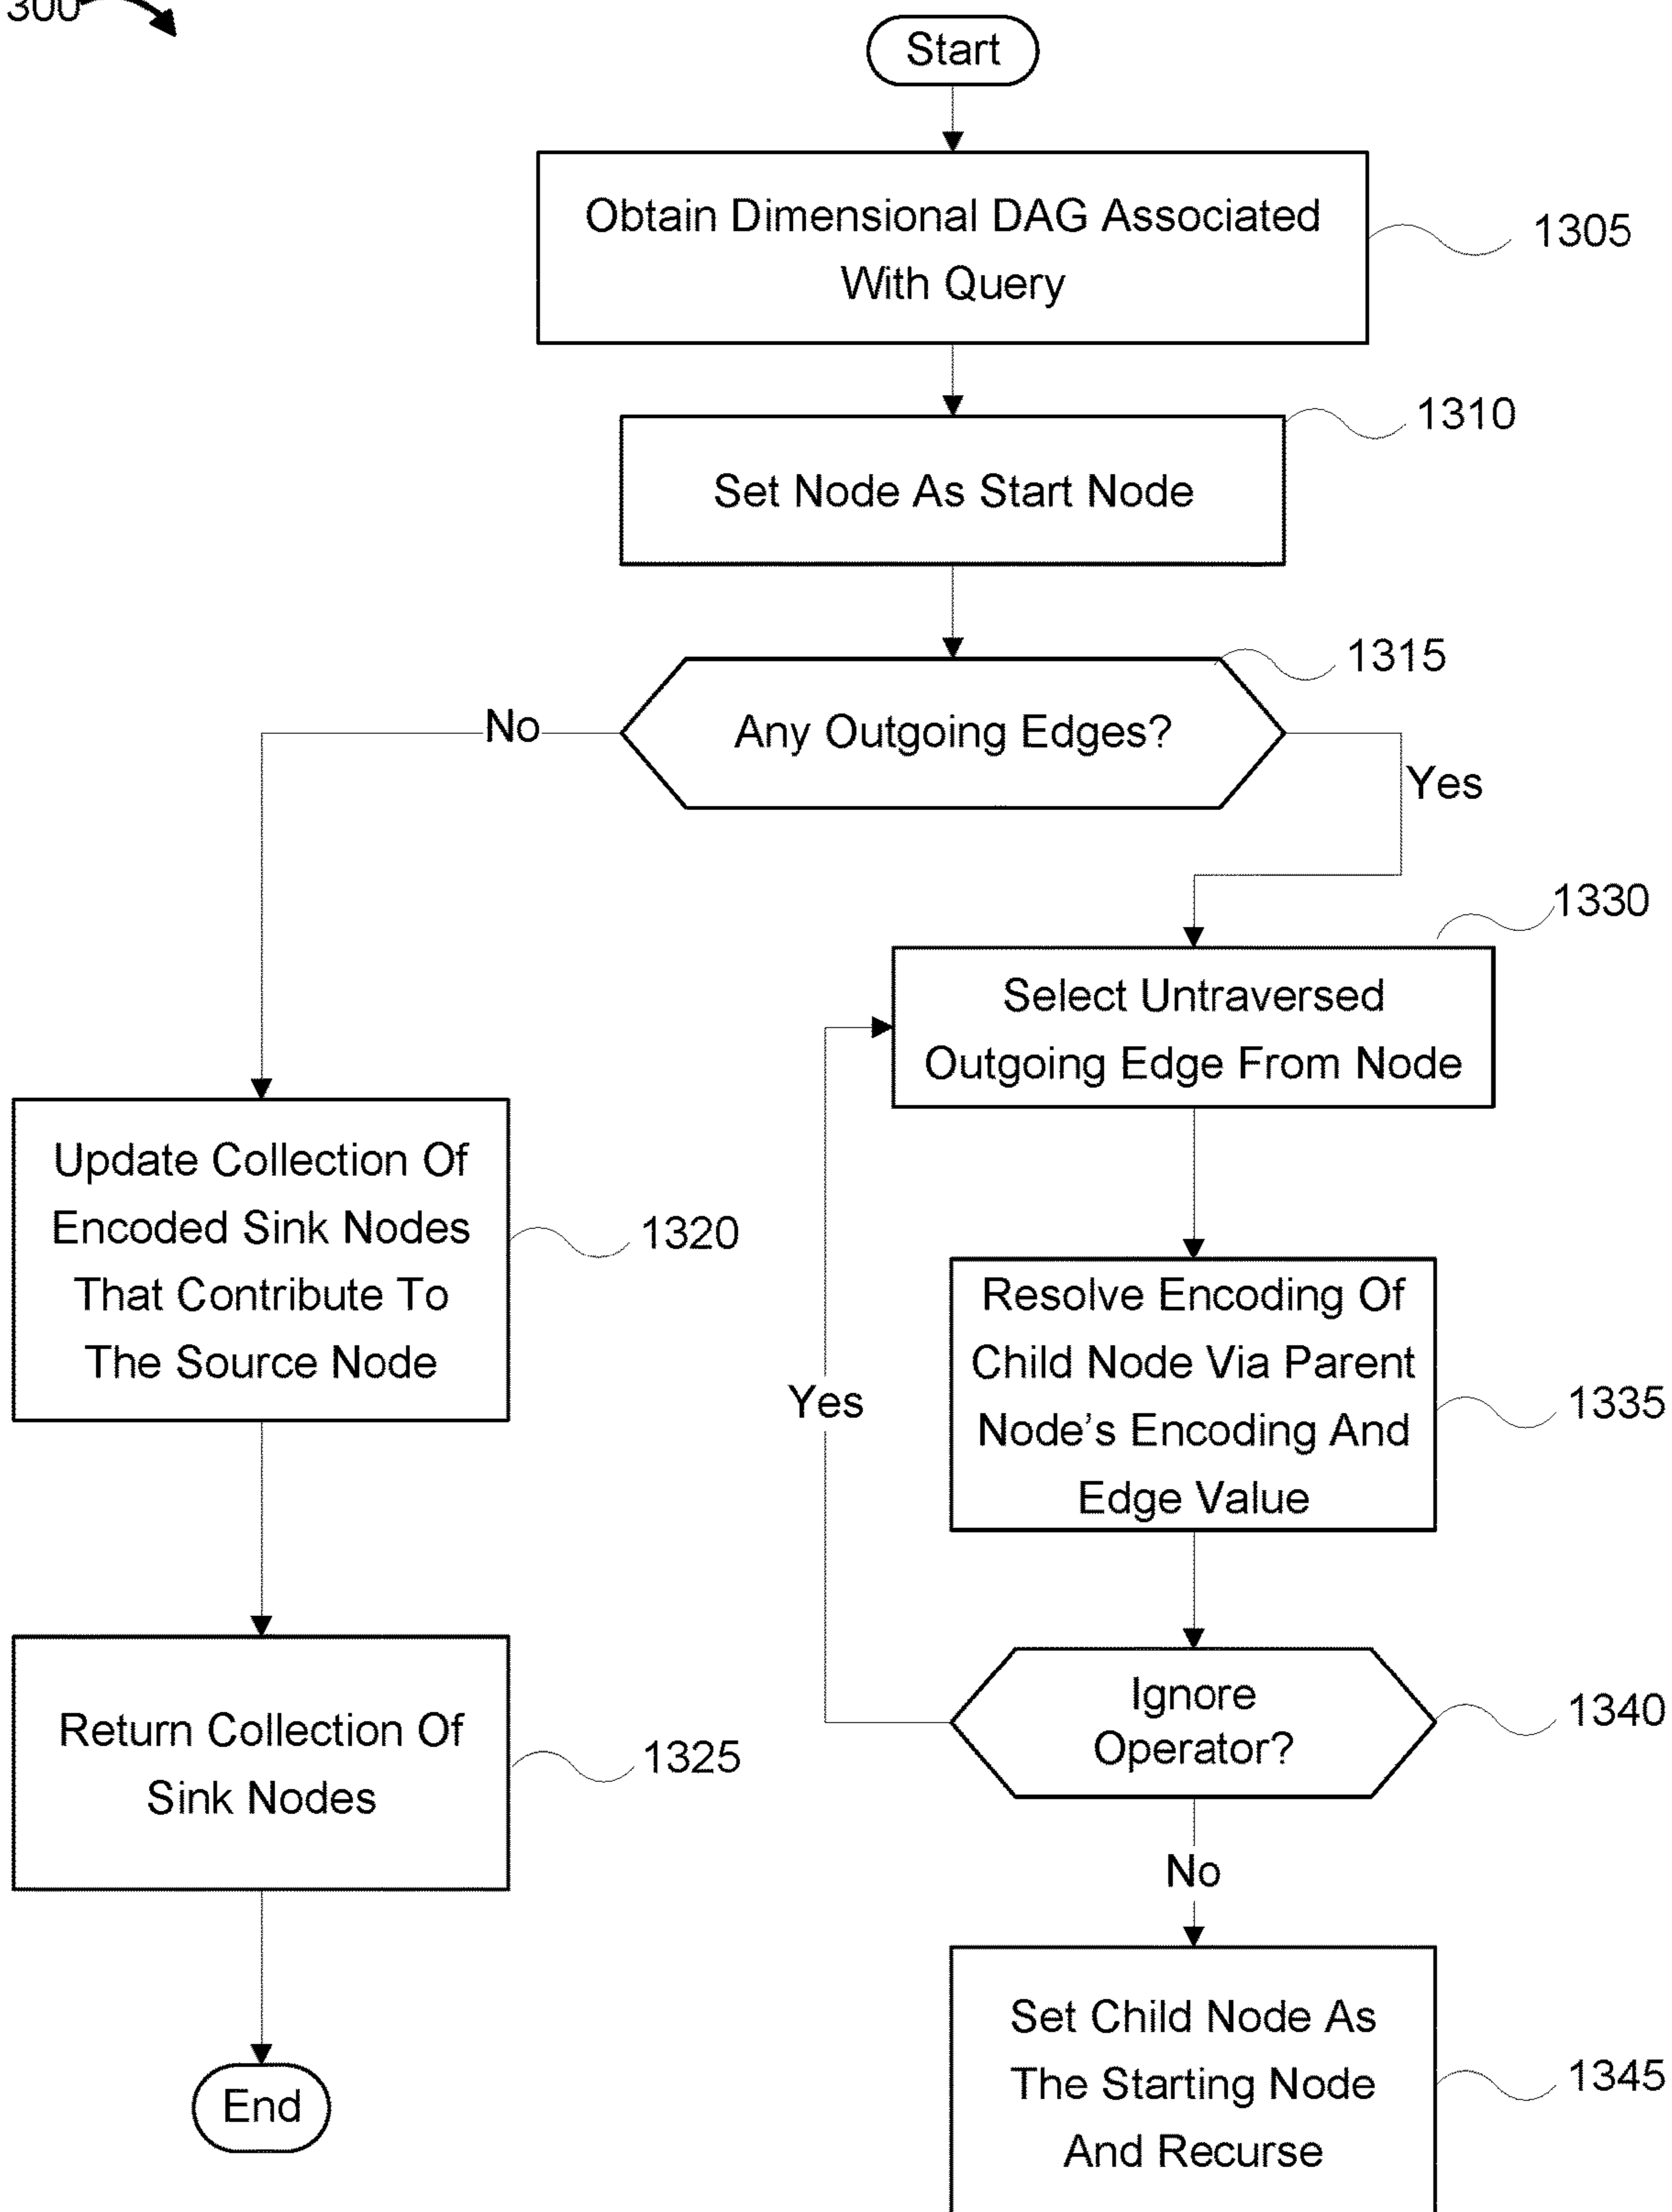 300
Start
Obtain Dimensional DAG Associated
With Query
1305
1310
Set Node As Start Node
1315
Any Outgoing Edges?
No
Yes
1330
Select Untraversed
Outgoing Edge From Node
Update Collection Of
Encoded Sink Nodes
That Contribute To
The Source Node
1320
Resolve Encoding Of
Child Node Via Parent
Node's Encoding And
Edge Value
1335
Yes
Return Collection Of
Sink Nodes
1325
Ignore
Operator?
1340
No
Set Child Node As
The Starting Node
And Recurse
1345
End